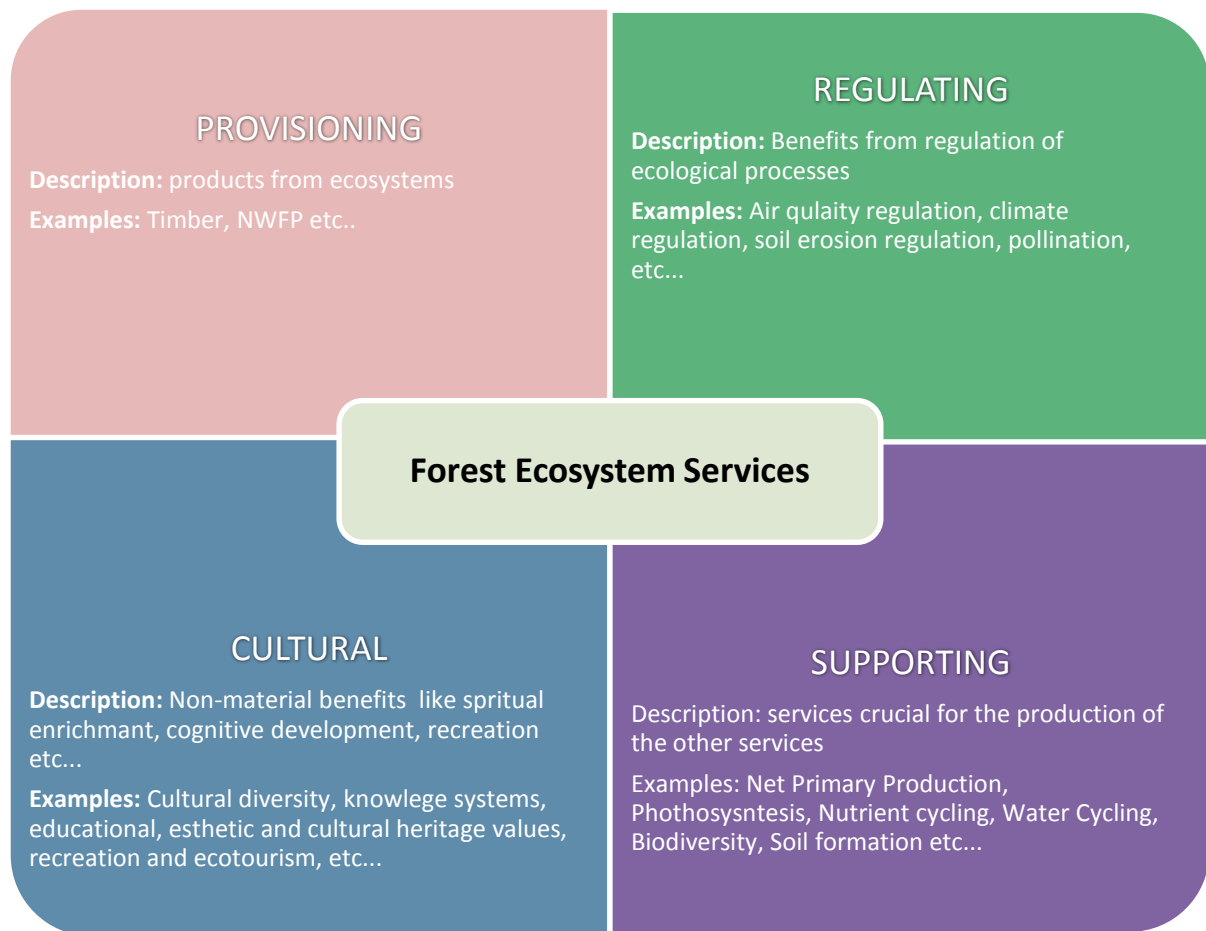 PROVISIONING
Description: products from ecosystems
Examples: Timber, NWFP etc..
REGULATING
Description: Benefits from regulation of
ecological processes
Examples: Air qulaity regulation, climate
regulation, soil erosion regulation, pollination,
etc...
Forest Ecosystem Services
CULTURAL
Description: Non-material benefits  like spritual
enrichmant, cognitive development, recreation
etc...
Examples: Cultural diversity, knowlege systems,
educational, esthetic and cultural heritage values,
recreation and ecotourism, etc...
SUPPORTING
Description: services crucial for the production of
the other services
Examples: Net Primary Production,
Phothosysntesis, Nutrient cycling, Water Cycling,
Biodiversity, Soil formation etc...